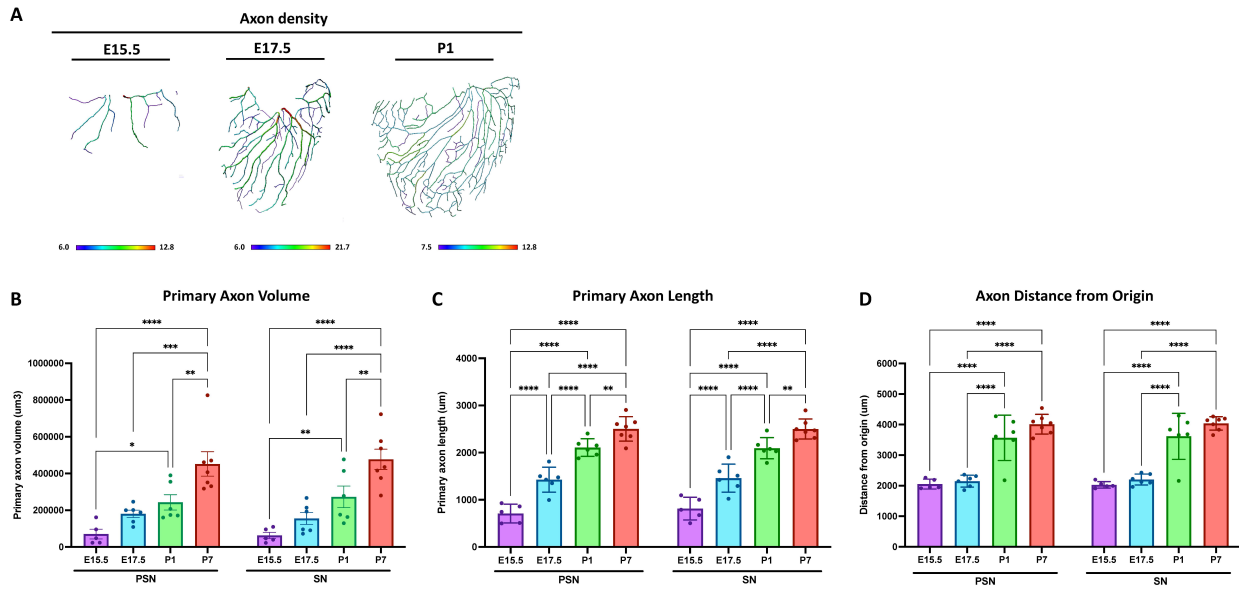 A
Axon density
E15.5
E17.5
P1
6.0 12.8
6.0 21.7
7.5 12.8
B
Primary Axon Volume
****
***
**
*
****
****
**
**
Primary axon volume (um3)
1000000
800000
600000
400000
200000
0
E15.5 E17.5 P1 P7
E15.5 E17.5 P1 P7
PSN SN
C
Primary Axon Length
****
****
****
**** **** **
****
****
****
**** **** **
Primary axon length (um)
4000
3000
2000
1000
0
E15.5 E17.5 P1 P7
E15.5 E17.5 P1 P7
PSN SN
D
Axon Distance from Origin
****
****
****
****
****
****
****
****
Distance from origin (um)
6000
5000
4000
3000
2000
1000
0
E15.5 E17.5 P1 P7
E15.5 E17.5 P1 P7
PSN SN